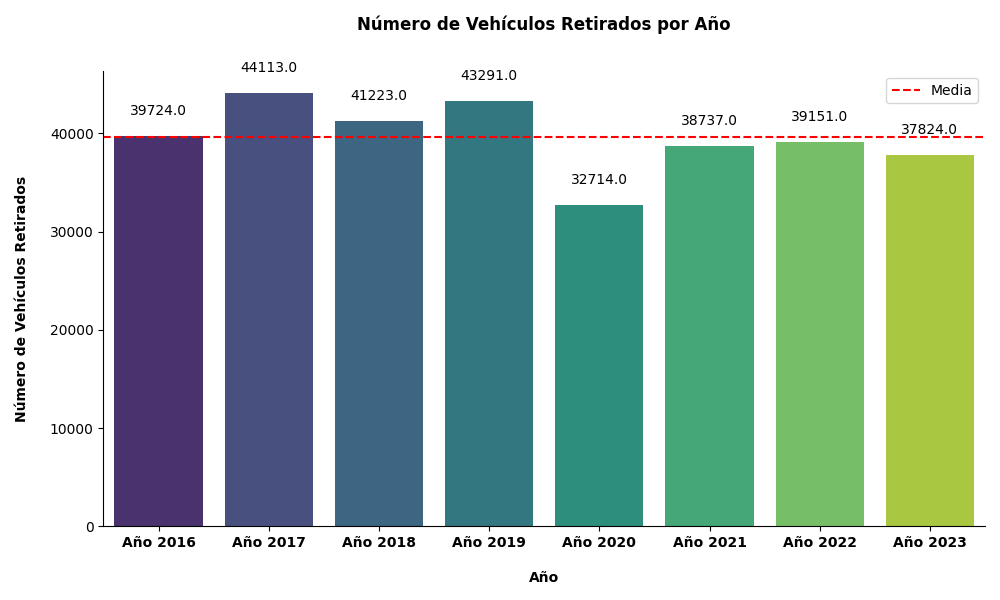 Número de Vehículos Retirados por Año
Media
44113.0
43291.0
41223.0
39724.0
39151.0
38737.0
37824.0
32714.0
40000
30000
20000
10000
0
Número de Vehículos Retirados
Año 2016 Año 2017 Año 2018 Año 2019 Año 2020 Año 2021 Año 2022 Año 2023
Año